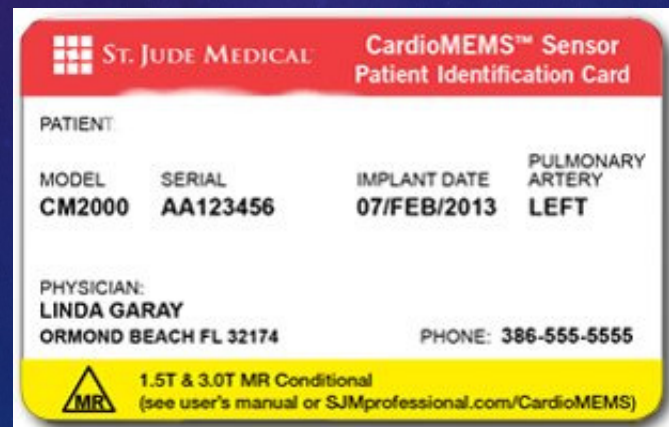 ST. JUDE MEDICAL
CardioMEMS™ Sensor
Patient Identification Card
PATIENT:
MODEL SERIAL IMPLANT DATE PULMONARY ARTERY
CM2000 AA123456 07/FEB/2013 LEFT
PHYSICIAN:
LINDA GARAY
ORMOND BEACH FL 32174 PHONE: 386-555-5555
MR
1.5T & 3.0T MR Conditional
(see user's manual or SJMprofessional.com/CardioMEMS)